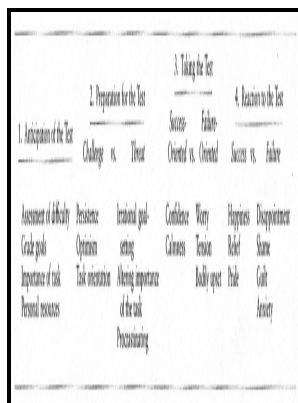 3. Taking the Test
2. Preparation for the Test
4. Reaction to the Test
1. Anticipation of the Test
Success- Failure-
Challenge vs. Threat
Oriented vs. Oriented
Success vs. Failure
Assessment of difficulty Persistence Irrational goal- Confidence Worry Happiness Disappointment
Grade goals Optimism setting Calmness Tension Relief Shame
Importance of task Task orientation Altering importance Bodily upset Pride Guilt
Personal resources of the task Anxiety
Procrastinating